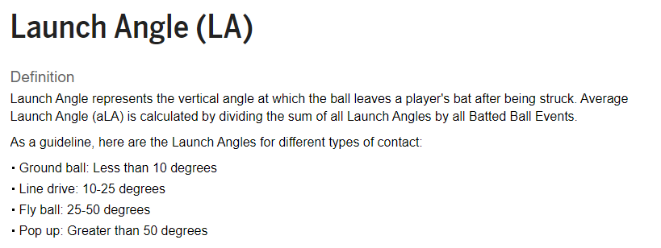 Launch Angle (LA)
Definition
Launch Angle represents the vertical angle at which the ball leaves a player's bat after being struck. Average
Launch Angle (aLA) is calculated by dividing the sum of all Launch Angles by all Batted Ball Events.
As a guideline, here are the Launch Angles for different types of contact:
· Ground ball: Less than 10 degrees
· Line drive: 10-25 degrees
· Fly ball: 25-50 degrees
· Pop up: Greater than 50 degrees